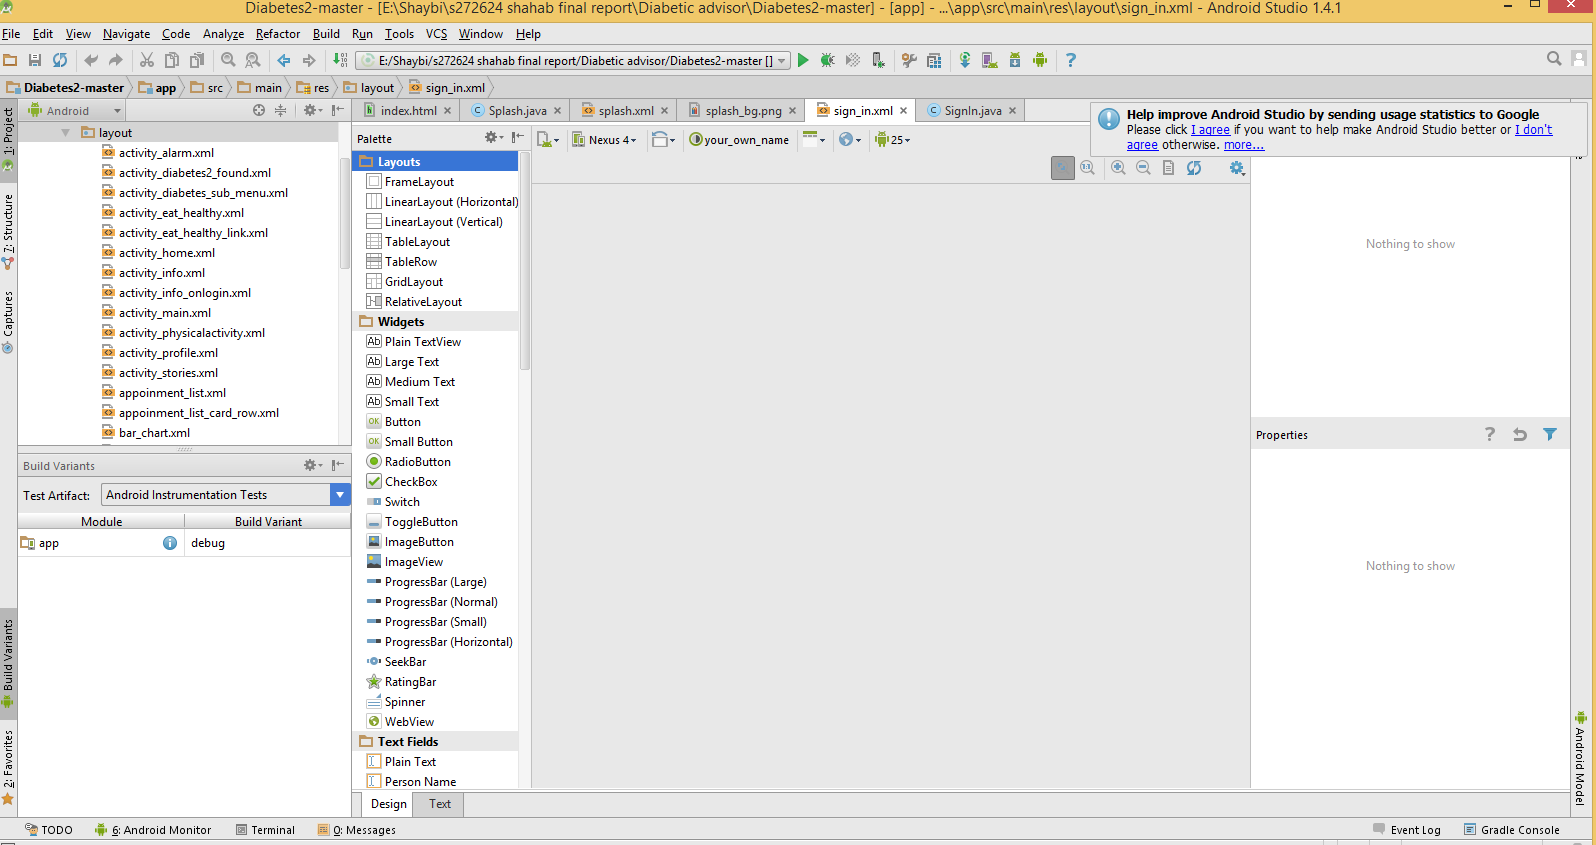 Diabetes2-master - [E:\Shaybi\s272624 shahab final report\Diabetic advisor\Diabetes2-master] - [app] - ...\app\src\main\res\layout\sign_in.xml - Android Studio 1.4.1
File Edit View Navigate Code Analyze Refactor Build Run Tools VCS Window Help
E:/Shaybi/s272624 shahab final report/Diabetic advisor/Diabetes2-master []
Diabetes2-master app src main res layout sign_in.xml
Android
index.html Splash.java splash.xml splash_bg.png sign_in.xml SignIn.java
Help improve Android Studio by sending usage statistics to Google
Please click I agree if you want to help make Android Studio better or I don't
agree otherwise. more...
1: Project
7: Structure
Captures
Build Variants
2: Favorites
layout
activity_alarm.xml
activity_diabetes2_found.xml
activity_diabetes_sub_menu.xml
activity_eat_healthy.xml
activity_eat_healthy_link.xml
activity_home.xml
activity_info.xml
activity_info_onlogin.xml
activity_main.xml
activity_physicalactivity.xml
activity_profile.xml
activity_stories.xml
appoinment_list.xml
appoinment_list_card_row.xml
bar_chart.xml
Build Variants
Test Artifact: Android Instrumentation Tests
Module Build Variant
app debug
Palette
Layouts
FrameLayout
LinearLayout (Horizontal)
LinearLayout (Vertical)
TableLayout
TableRow
GridLayout
RelativeLayout
Widgets
Plain TextView
Large Text
Medium Text
Small Text
Button
Small Button
RadioButton
CheckBox
Switch
ToggleButton
ImageButton
ImageView
ProgressBar (Large)
ProgressBar (Normal)
ProgressBar (Small)
ProgressBar (Horizontal)
SeekBar
RatingBar
Spinner
WebView
Text Fields
Plain Text
Person Name
Nexus 4 your_own_name 25
Nothing to show
Properties
Nothing to show
Android Model
Design Text
TODO 6: Android Monitor Terminal 0: Messages Event Log Gradle Console